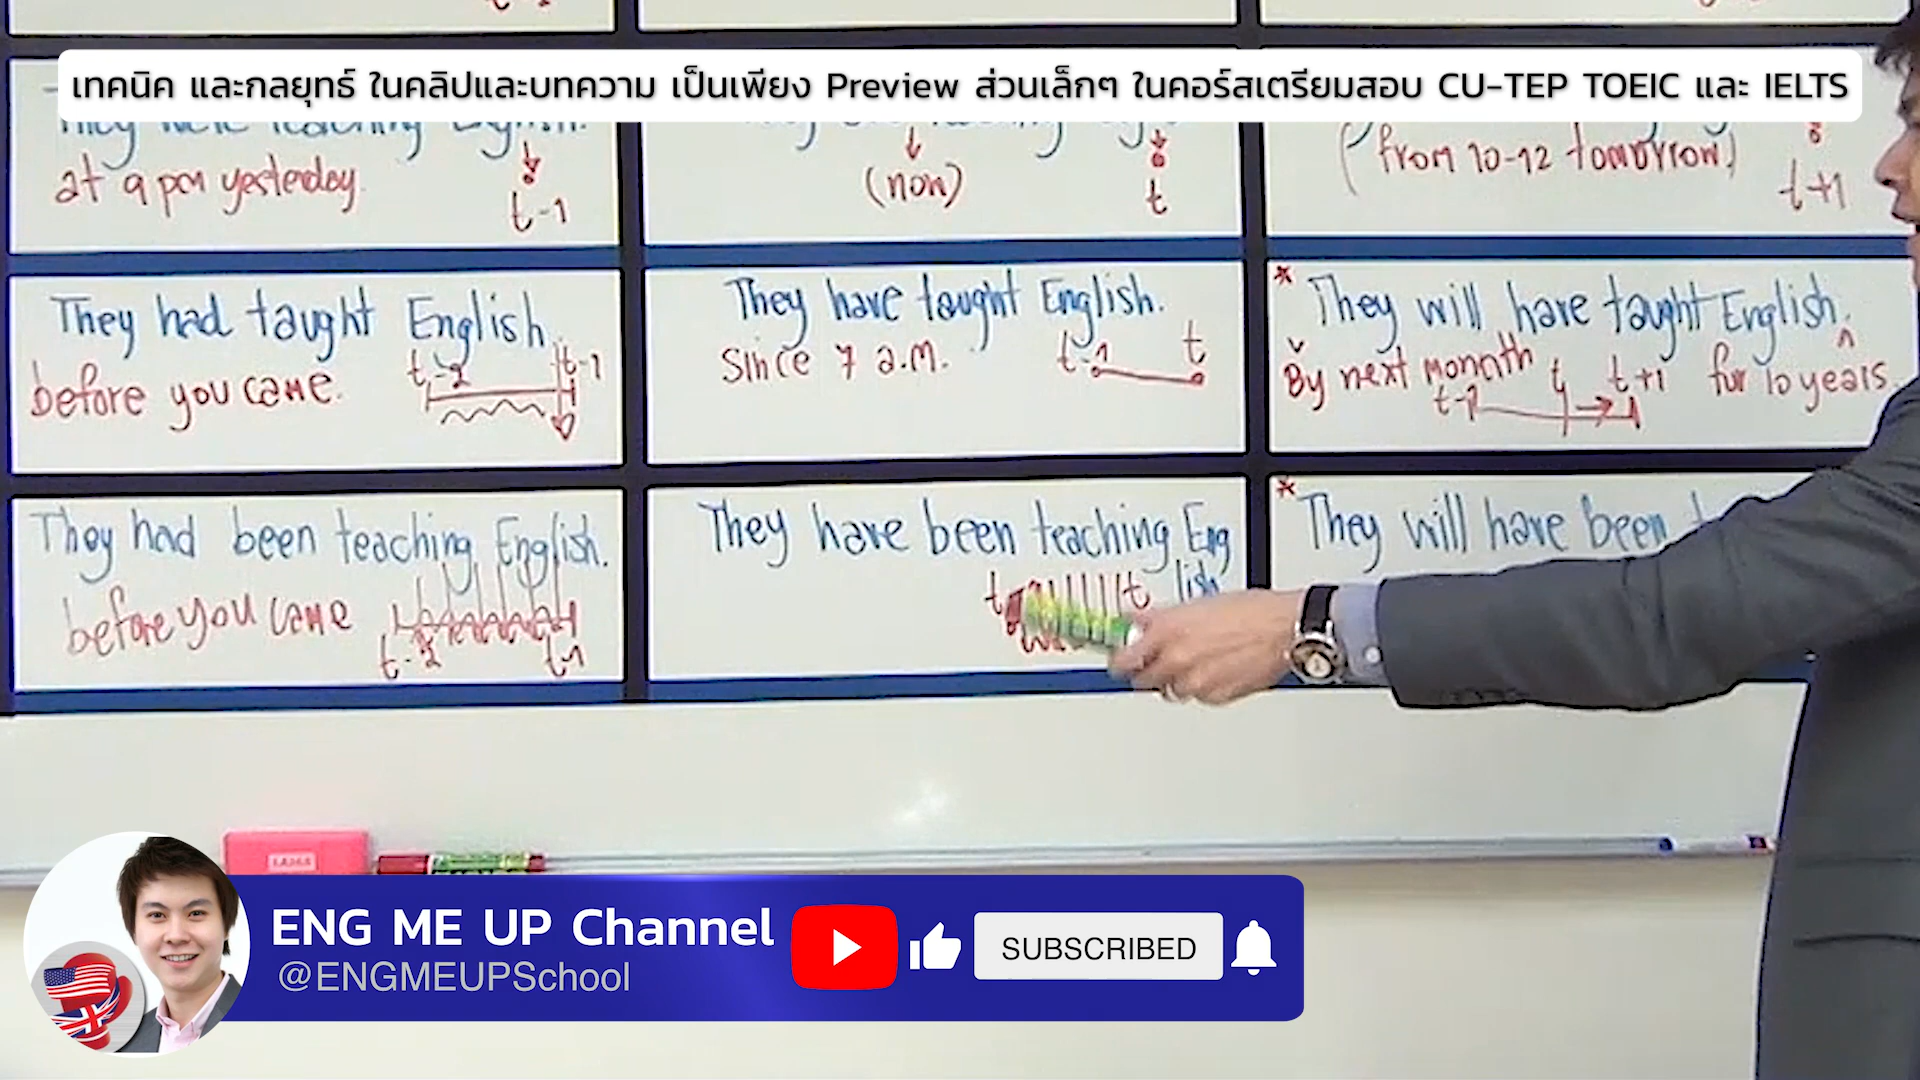 เทคนิค และกลยุทธ์ ในคลิปและบทความ เป็นเพียง Preview ส่วนเล็กๆ ในคอร์สเตรียมสอบ CU-TEP TOEIC และ IELTS
They were teaching English.
at 9 pm yesterday.
t-1
(now)
t
(from 10-12 tomorrow)
t+1
They had taught English.
before you came.
t-2
t-1
They have taught English.
Since 7 a.m.
t-1
t
* They will have taught English.
By next monnth
for 10 years.
t-1
t
t+1
They had been teaching English.
before you came
t-2
t-1
They have been teaching Eng
lish
t
t
* They will have been
ENG ME UP Channel
@ENGMEUPSchool
SUBSCRIBED